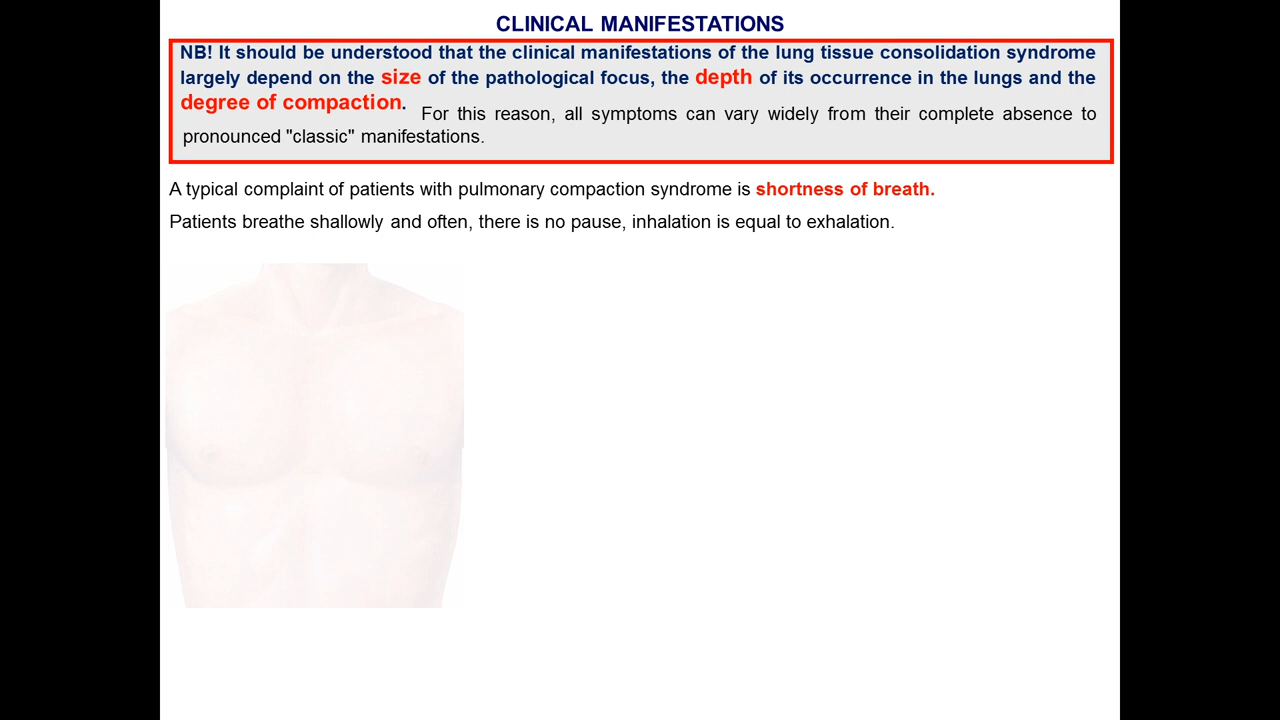 CLINICAL MANIFESTATIONS
NB! It should be understood that the clinical manifestations of the lung tissue consolidation syndrome
largely depend on the size of the pathological focus, the depth of its occurrence in the lungs and the
degree of compaction. For this reason, all symptoms can vary widely from their complete absence to
pronounced "classic" manifestations.
A typical complaint of patients with pulmonary compaction syndrome is shortness of breath.
Patients breathe shallowly and often, there is no pause, inhalation is equal to exhalation.